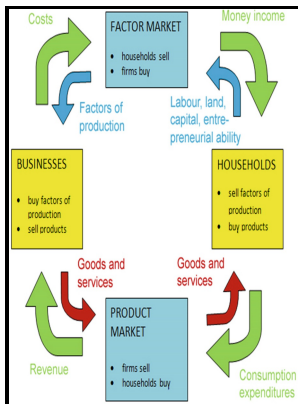 Costs
FACTOR MARKET
• households sell
• firms buy
Money income
Factors of
production
Labour, land,
capital, entre-
preneurial ability
BUSINESSES
• buy factors of
production
• sell products
HOUSEHOLDS
• sell factors of
production
• buy products
Goods and
services
Goods and
services
PRODUCT
MARKET
• firms sell
• households buy
Revenue
Consumption
expenditures